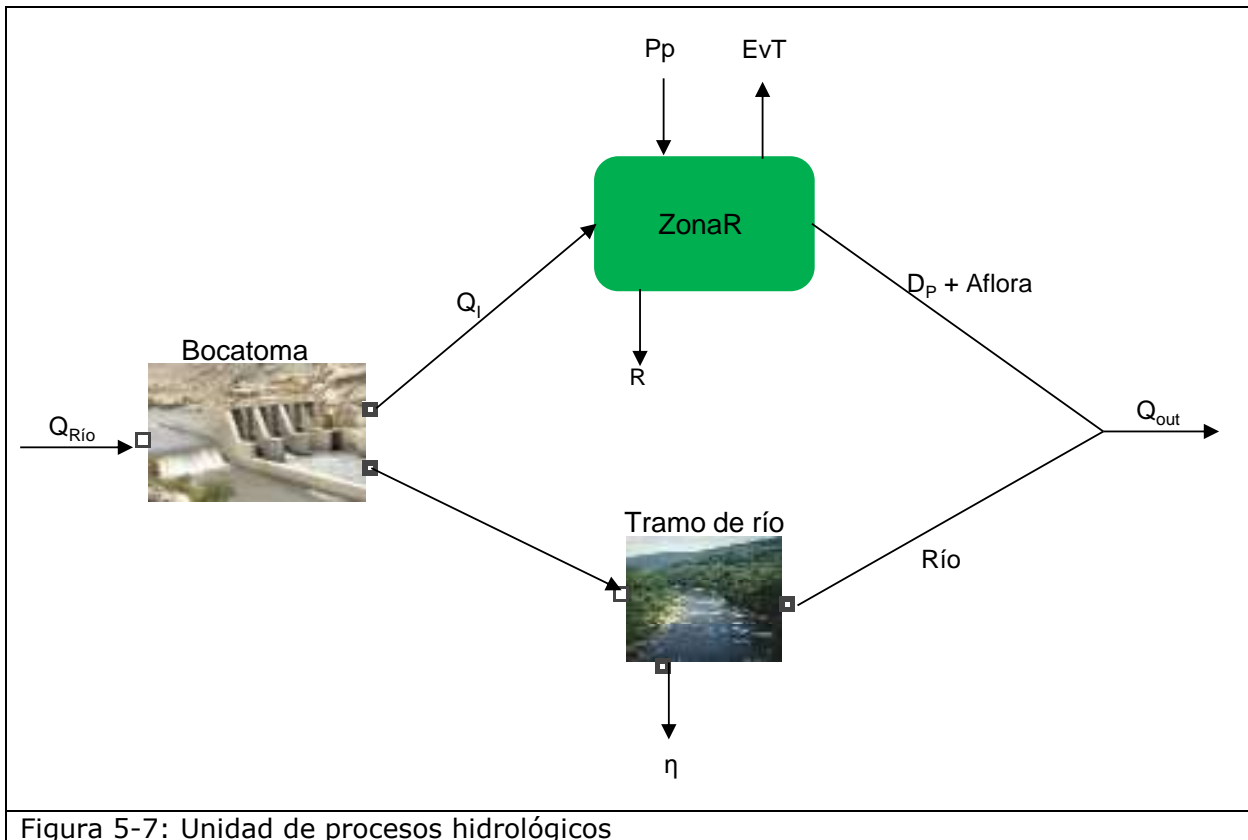 Pp
EvT
ZonaR
D_P + Aflora
Q_I
R
Bocatoma
Q_Río
Q_out
Tramo de río
Río
η
Figura 5-7: Unidad de procesos hidrológicos